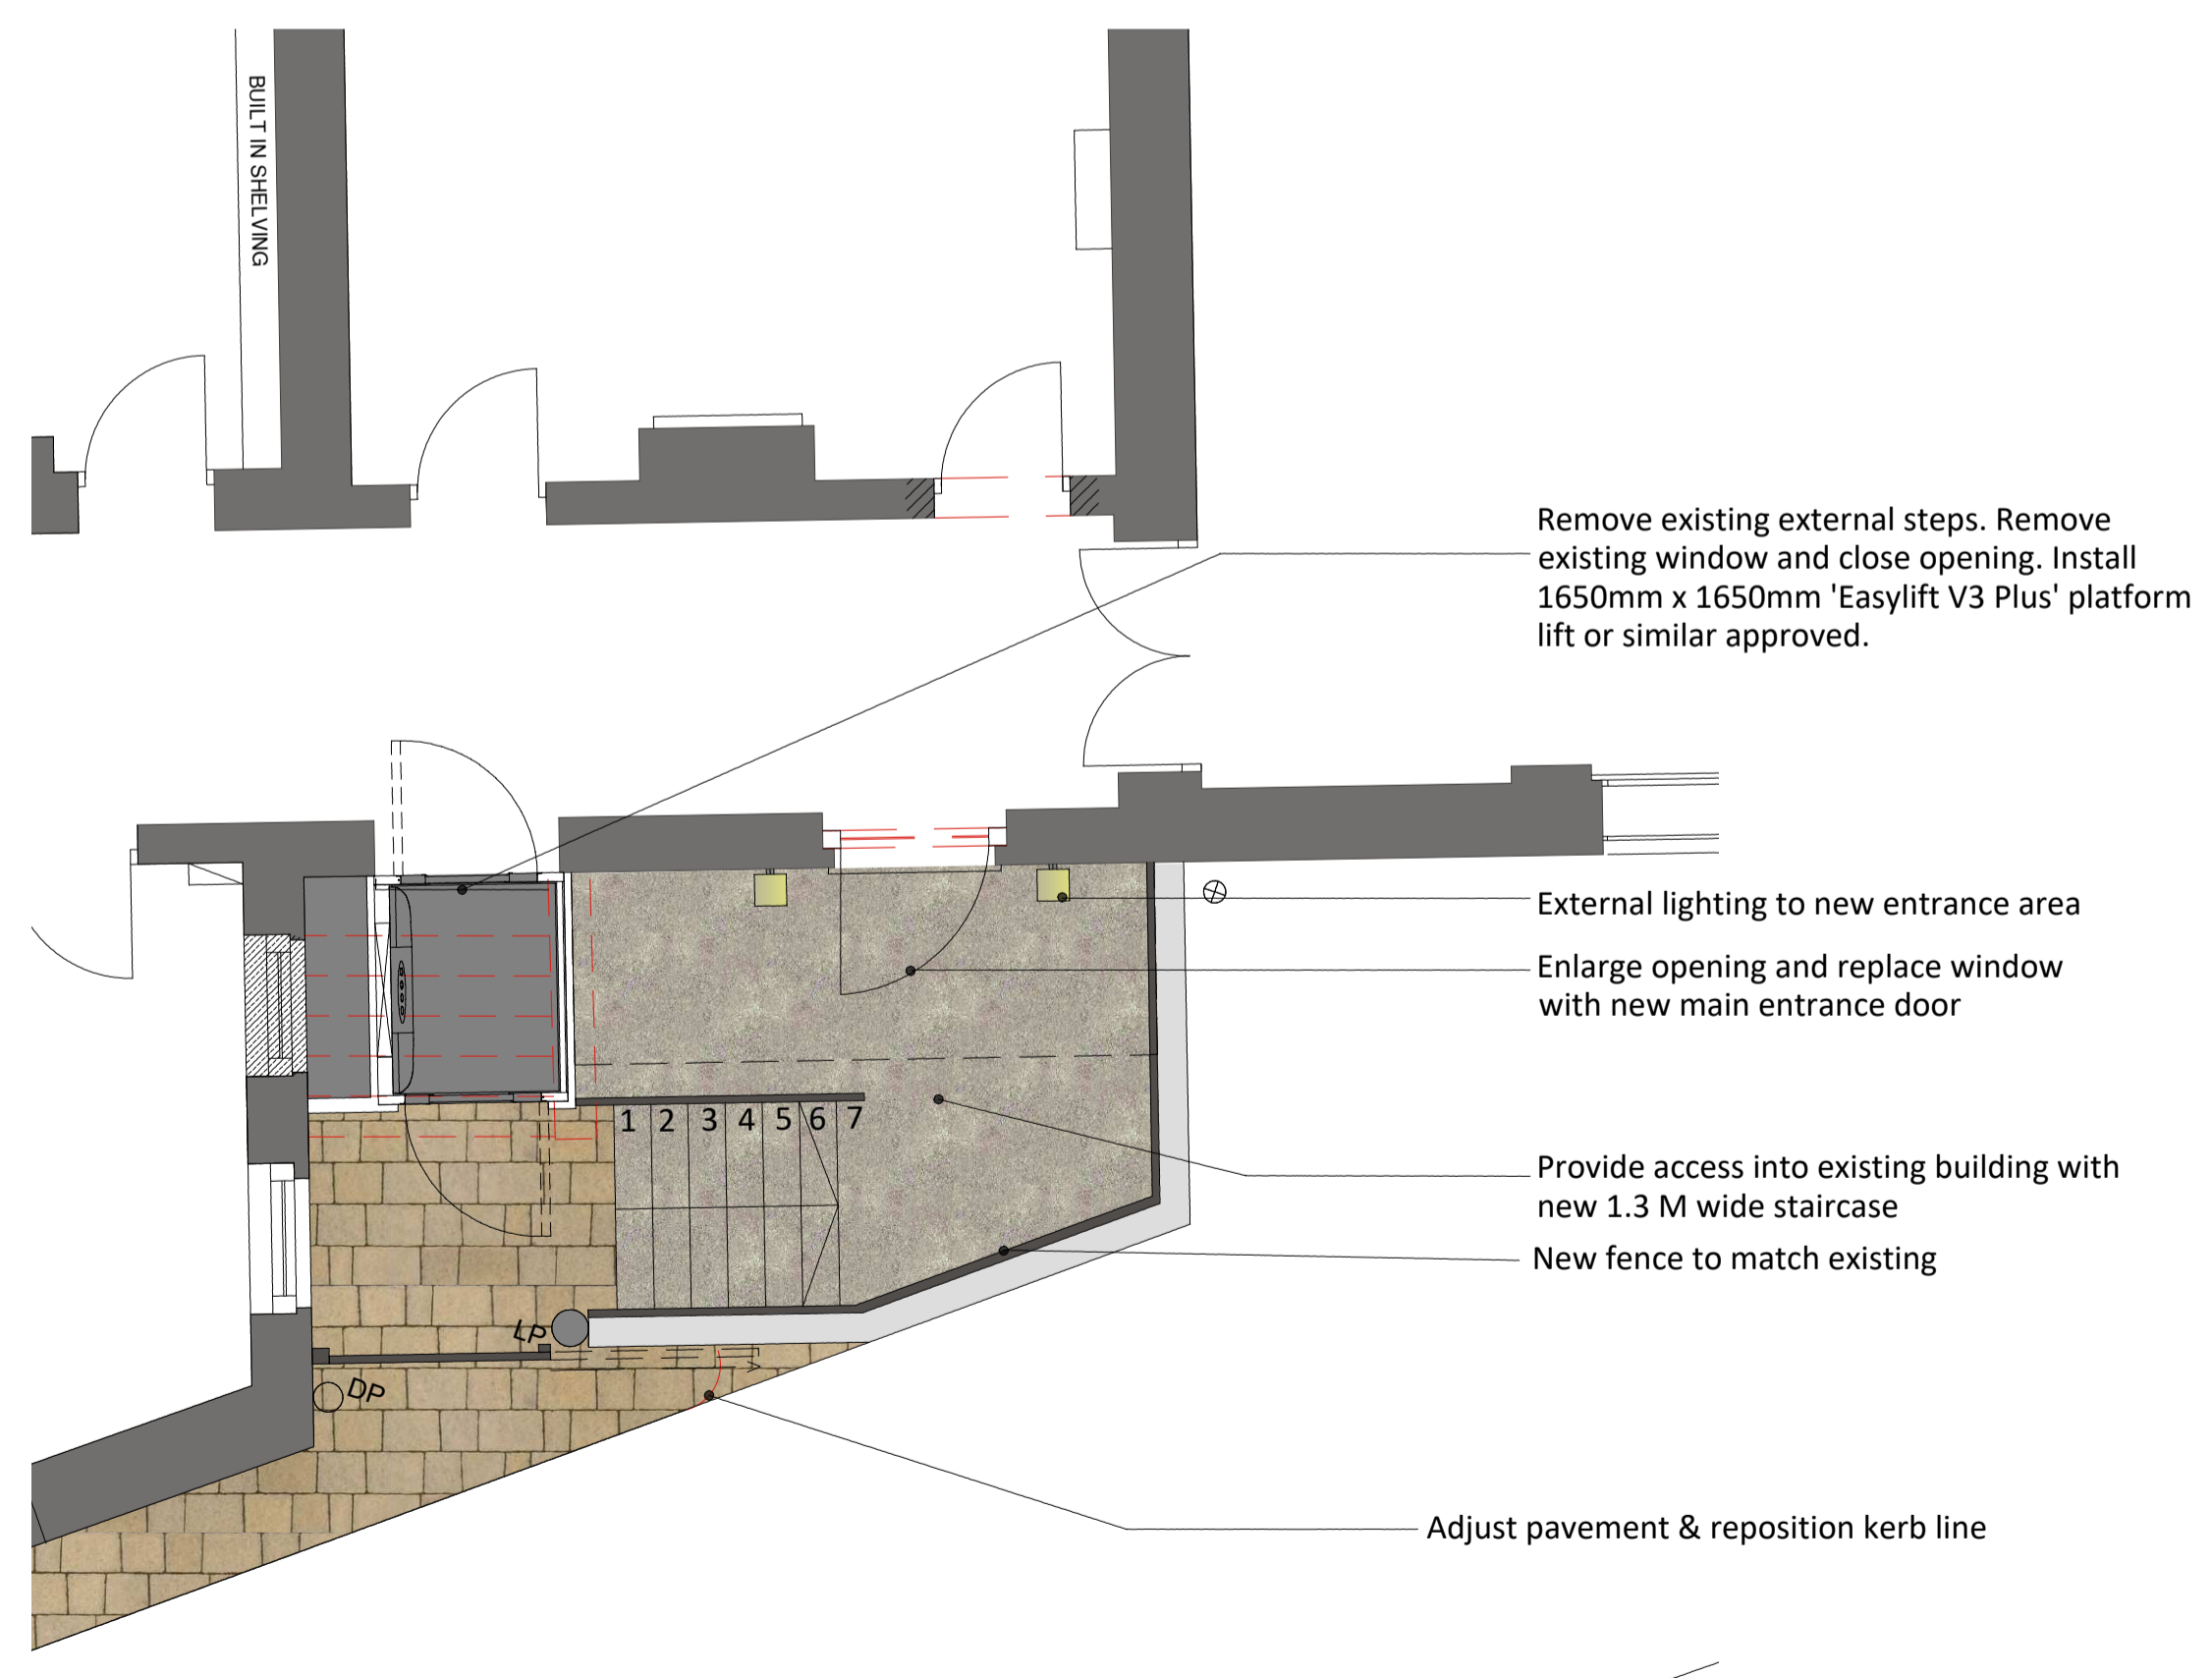 BUILT IN SHELVING
Remove existing external steps. Remove
existing window and close opening. Install
1650mm x 1650mm 'Easylift V3 Plus' platform
lift or similar approved.
External lighting to new entrance area
Enlarge opening and replace window
with new main entrance door
1 2 3 4 5 6 7
Provide access into existing building with
new 1.3 M wide staircase
New fence to match existing
LP
DP
Adjust pavement & reposition kerb line